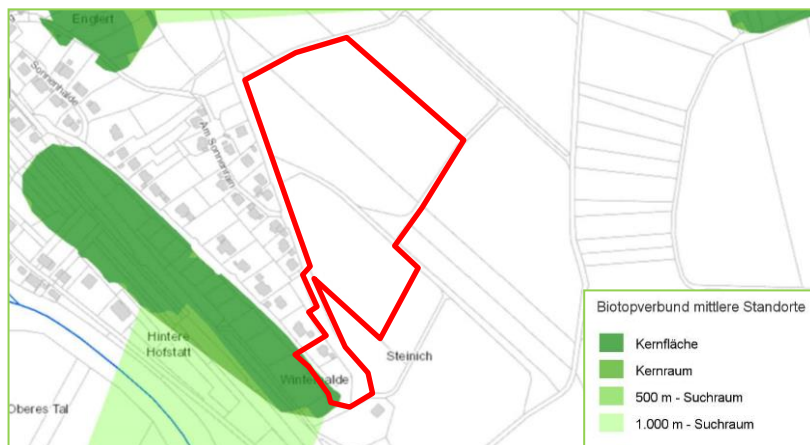 Englert
Sonnenhalde
Am Sonnenrain
Hintere
Hofstatt
Winterhalde
Steinich
Oberes Tal
Biotopverbund mittlere Standorte
Kernfläche
Kernraum
500 m - Suchraum
1.000 m - Suchraum